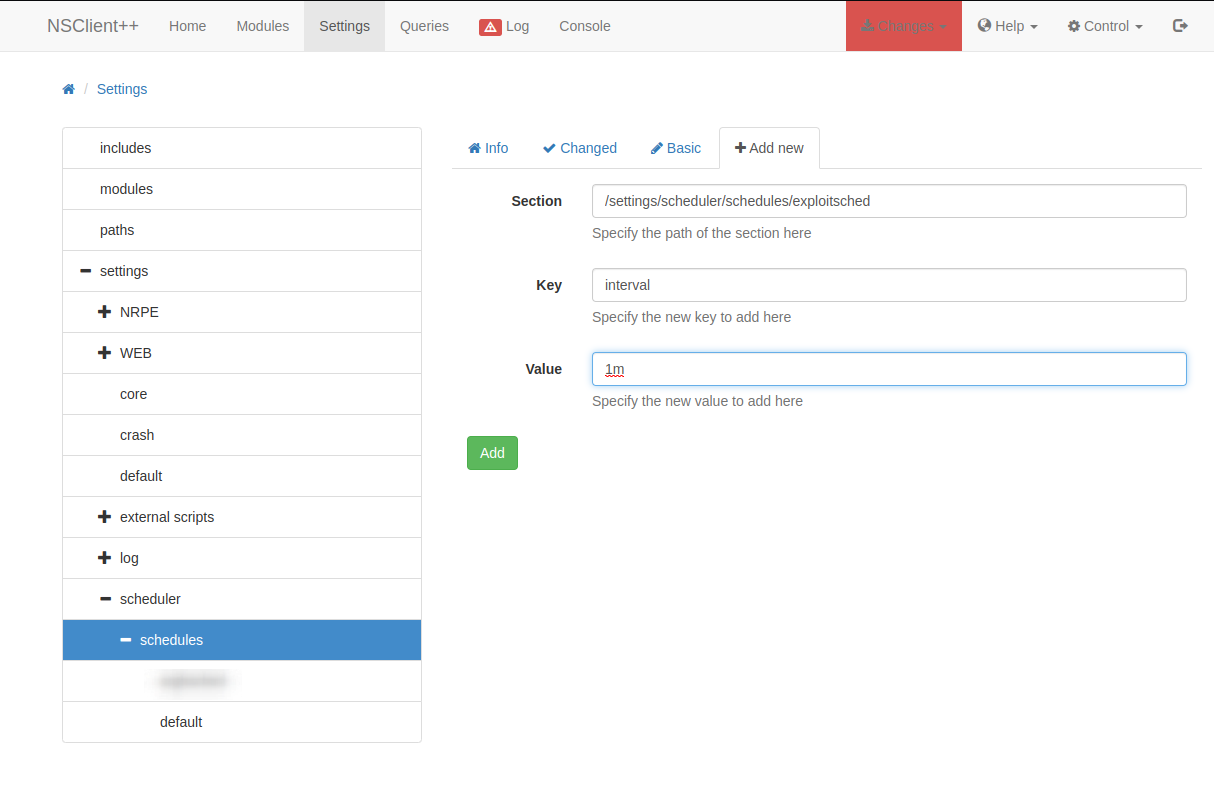 NSClient++ Home Modules Settings Queries Log Console Changes Help Control
/ Settings
includes
modules
paths
settings
NRPE
WEB
core
crash
default
external scripts
log
scheduler
schedules
default
Info Changed Basic Add new
Section /settings/scheduler/schedules/exploitsched
Specify the path of the section here
Key interval
Specify the new key to add here
Value 1m
Specify the new value to add here
Add